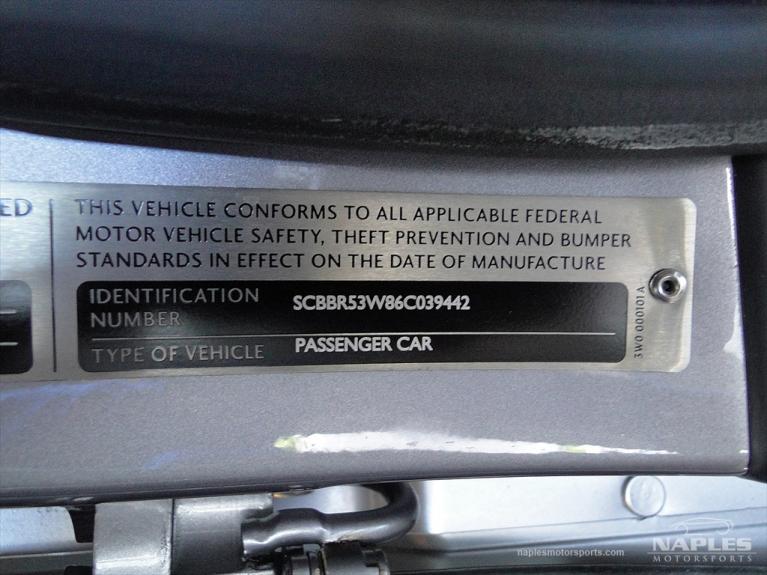 ED
THIS VEHICLE CONFORMS TO ALL APPLICABLE FEDERAL
MOTOR VEHICLE SAFETY, THEFT PREVENTION AND BUMPER
STANDARDS IN EFFECT ON THE DATE OF MANUFACTURE
IDENTIFICATION NUMBER SCBBR53W86C039442
TYPE OF VEHICLE PASSENGER CAR
3W0 000101A
naplesmotorsports.com
NAPLES
MOTORSPORTS